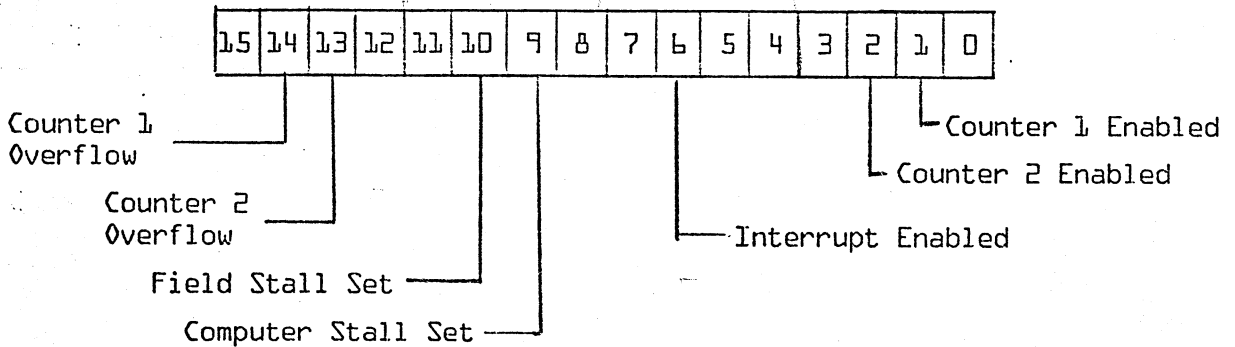 15 14 13 12 11 10 9 8 7 6 5 4 3 2 1 0
Counter 1
Overflow
Counter 1 Enabled
Counter 2 Enabled
Counter 2
Overflow
Interrupt Enabled
Field Stall Set
Computer Stall Set